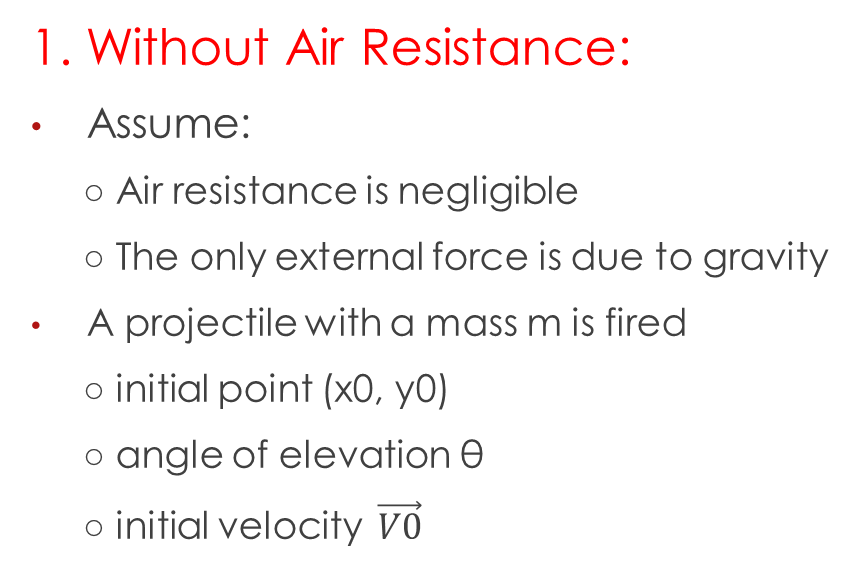 1. Without Air Resistance:
• Assume:
○ Air resistance is negligible
○ The only external force is due to gravity
• A projectile with a mass m is fired
○ initial point (x0, y0)
○ angle of elevation θ
○ initial velocity $\overrightarrow{V0}$